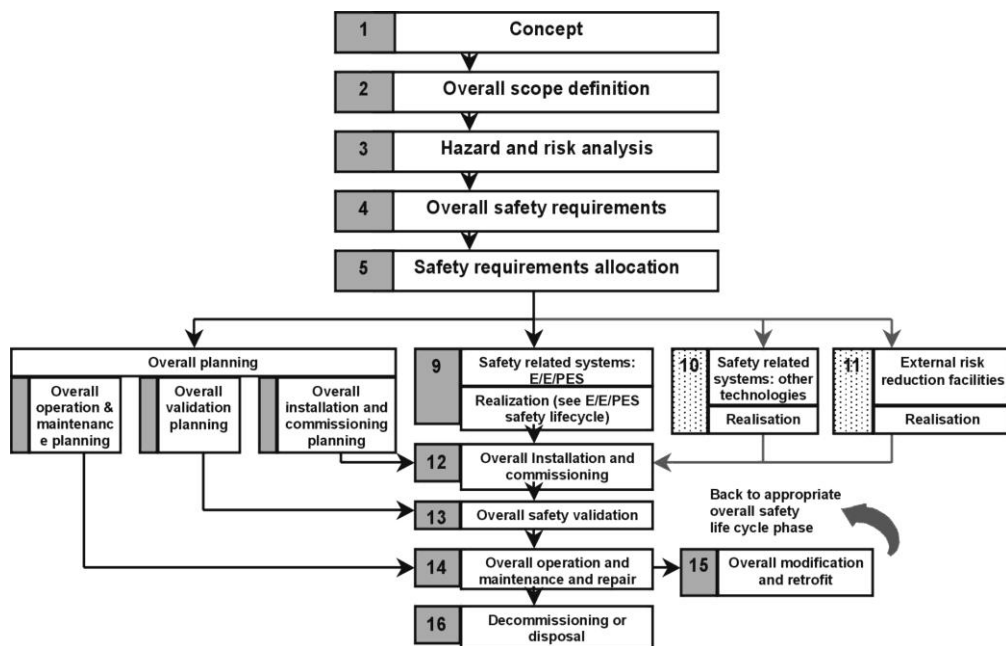 1 Concept
2 Overall scope definition
3 Hazard and risk analysis
4 Overall safety requirements
5 Safety requirements allocation
Overall planning
Overall
operation &
maintenanc
e planning
Overall
validation
planning
Overall
installation and
commissioning
planning
9 Safety related systems:
E/E/PES
Realization (see E/E/PES
safety lifecycle)
10 Safety related
systems: other
technologies
Realisation
11 External risk
reduction facilities
Realisation
12 Overall Installation and
commissioning
13 Overall safety validation
Back to appropriate
overall safety
life cycle phase
14 Overall operation and
maintenance and repair
15 Overall modification
and retrofit
16 Decommissioning or
disposal